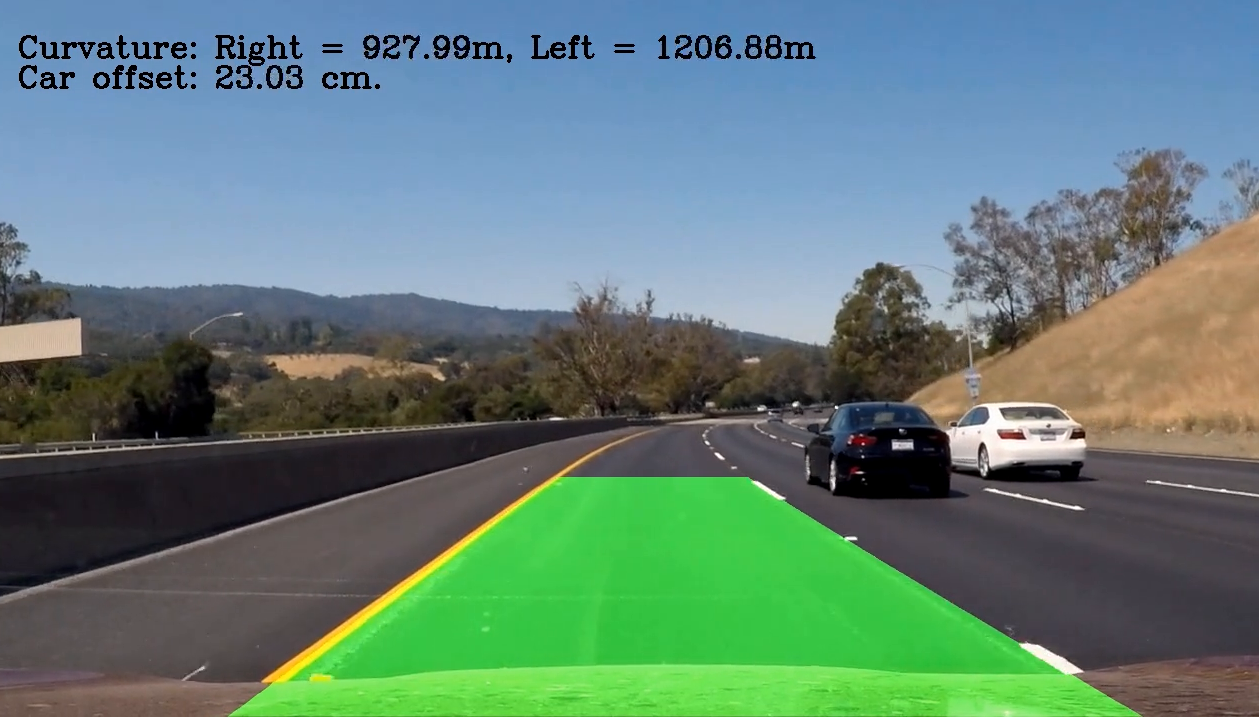 Curvature: Right = 927.99m, Left = 1206.88m
Car offset: 23.03 cm.